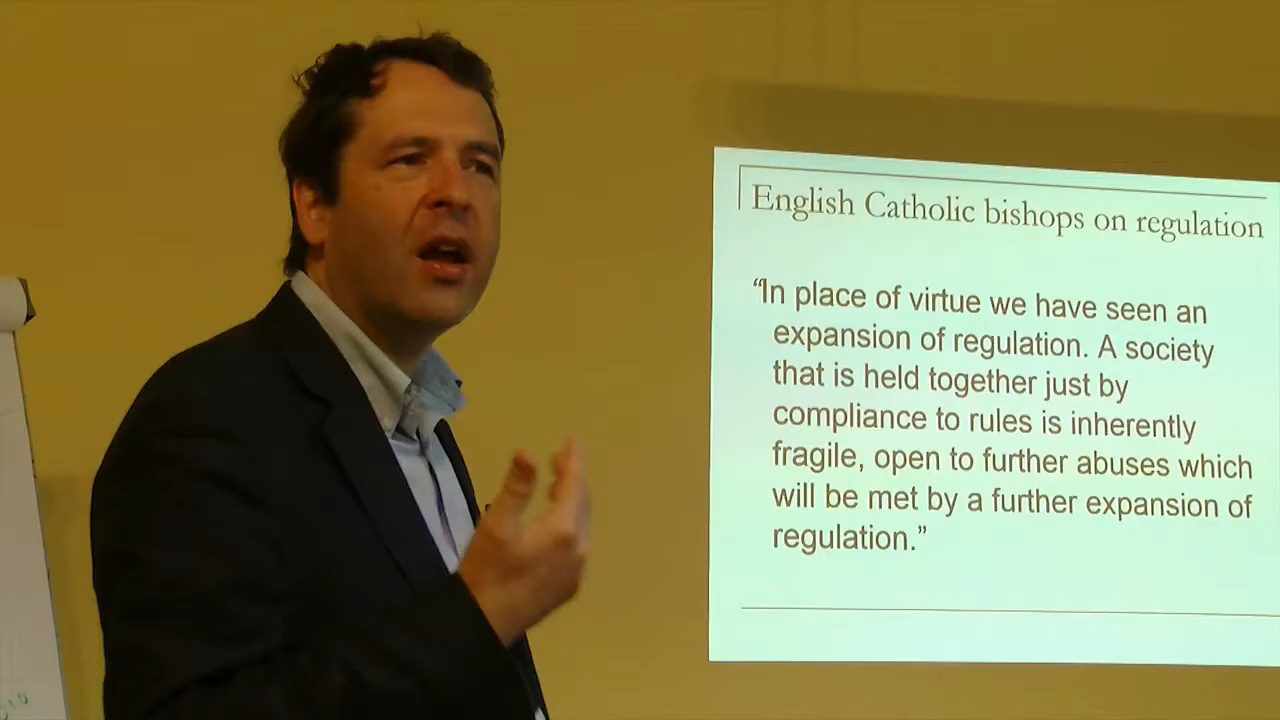 English Catholic bishops on regulation
“In place of virtue we have seen an
expansion of regulation. A society
that is held together just by
compliance to rules is inherently
fragile, open to further abuses which
will be met by a further expansion of
regulation.”